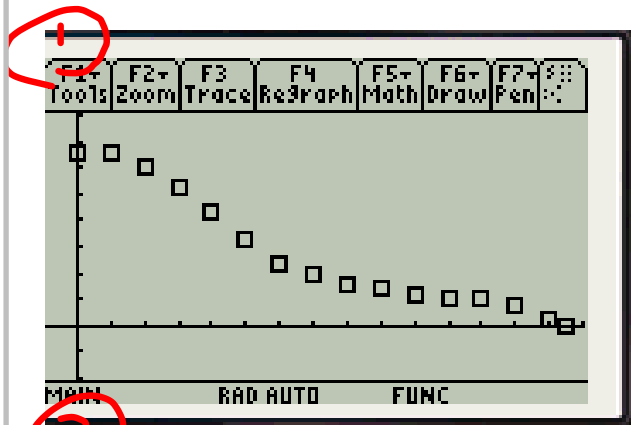 1
F1▾ F2▾ F3 F4 F5▾ F6▾ F7▾
Tools Zoom Trace Regraph Math Draw Pen
MAIN RAD AUTO FUNC